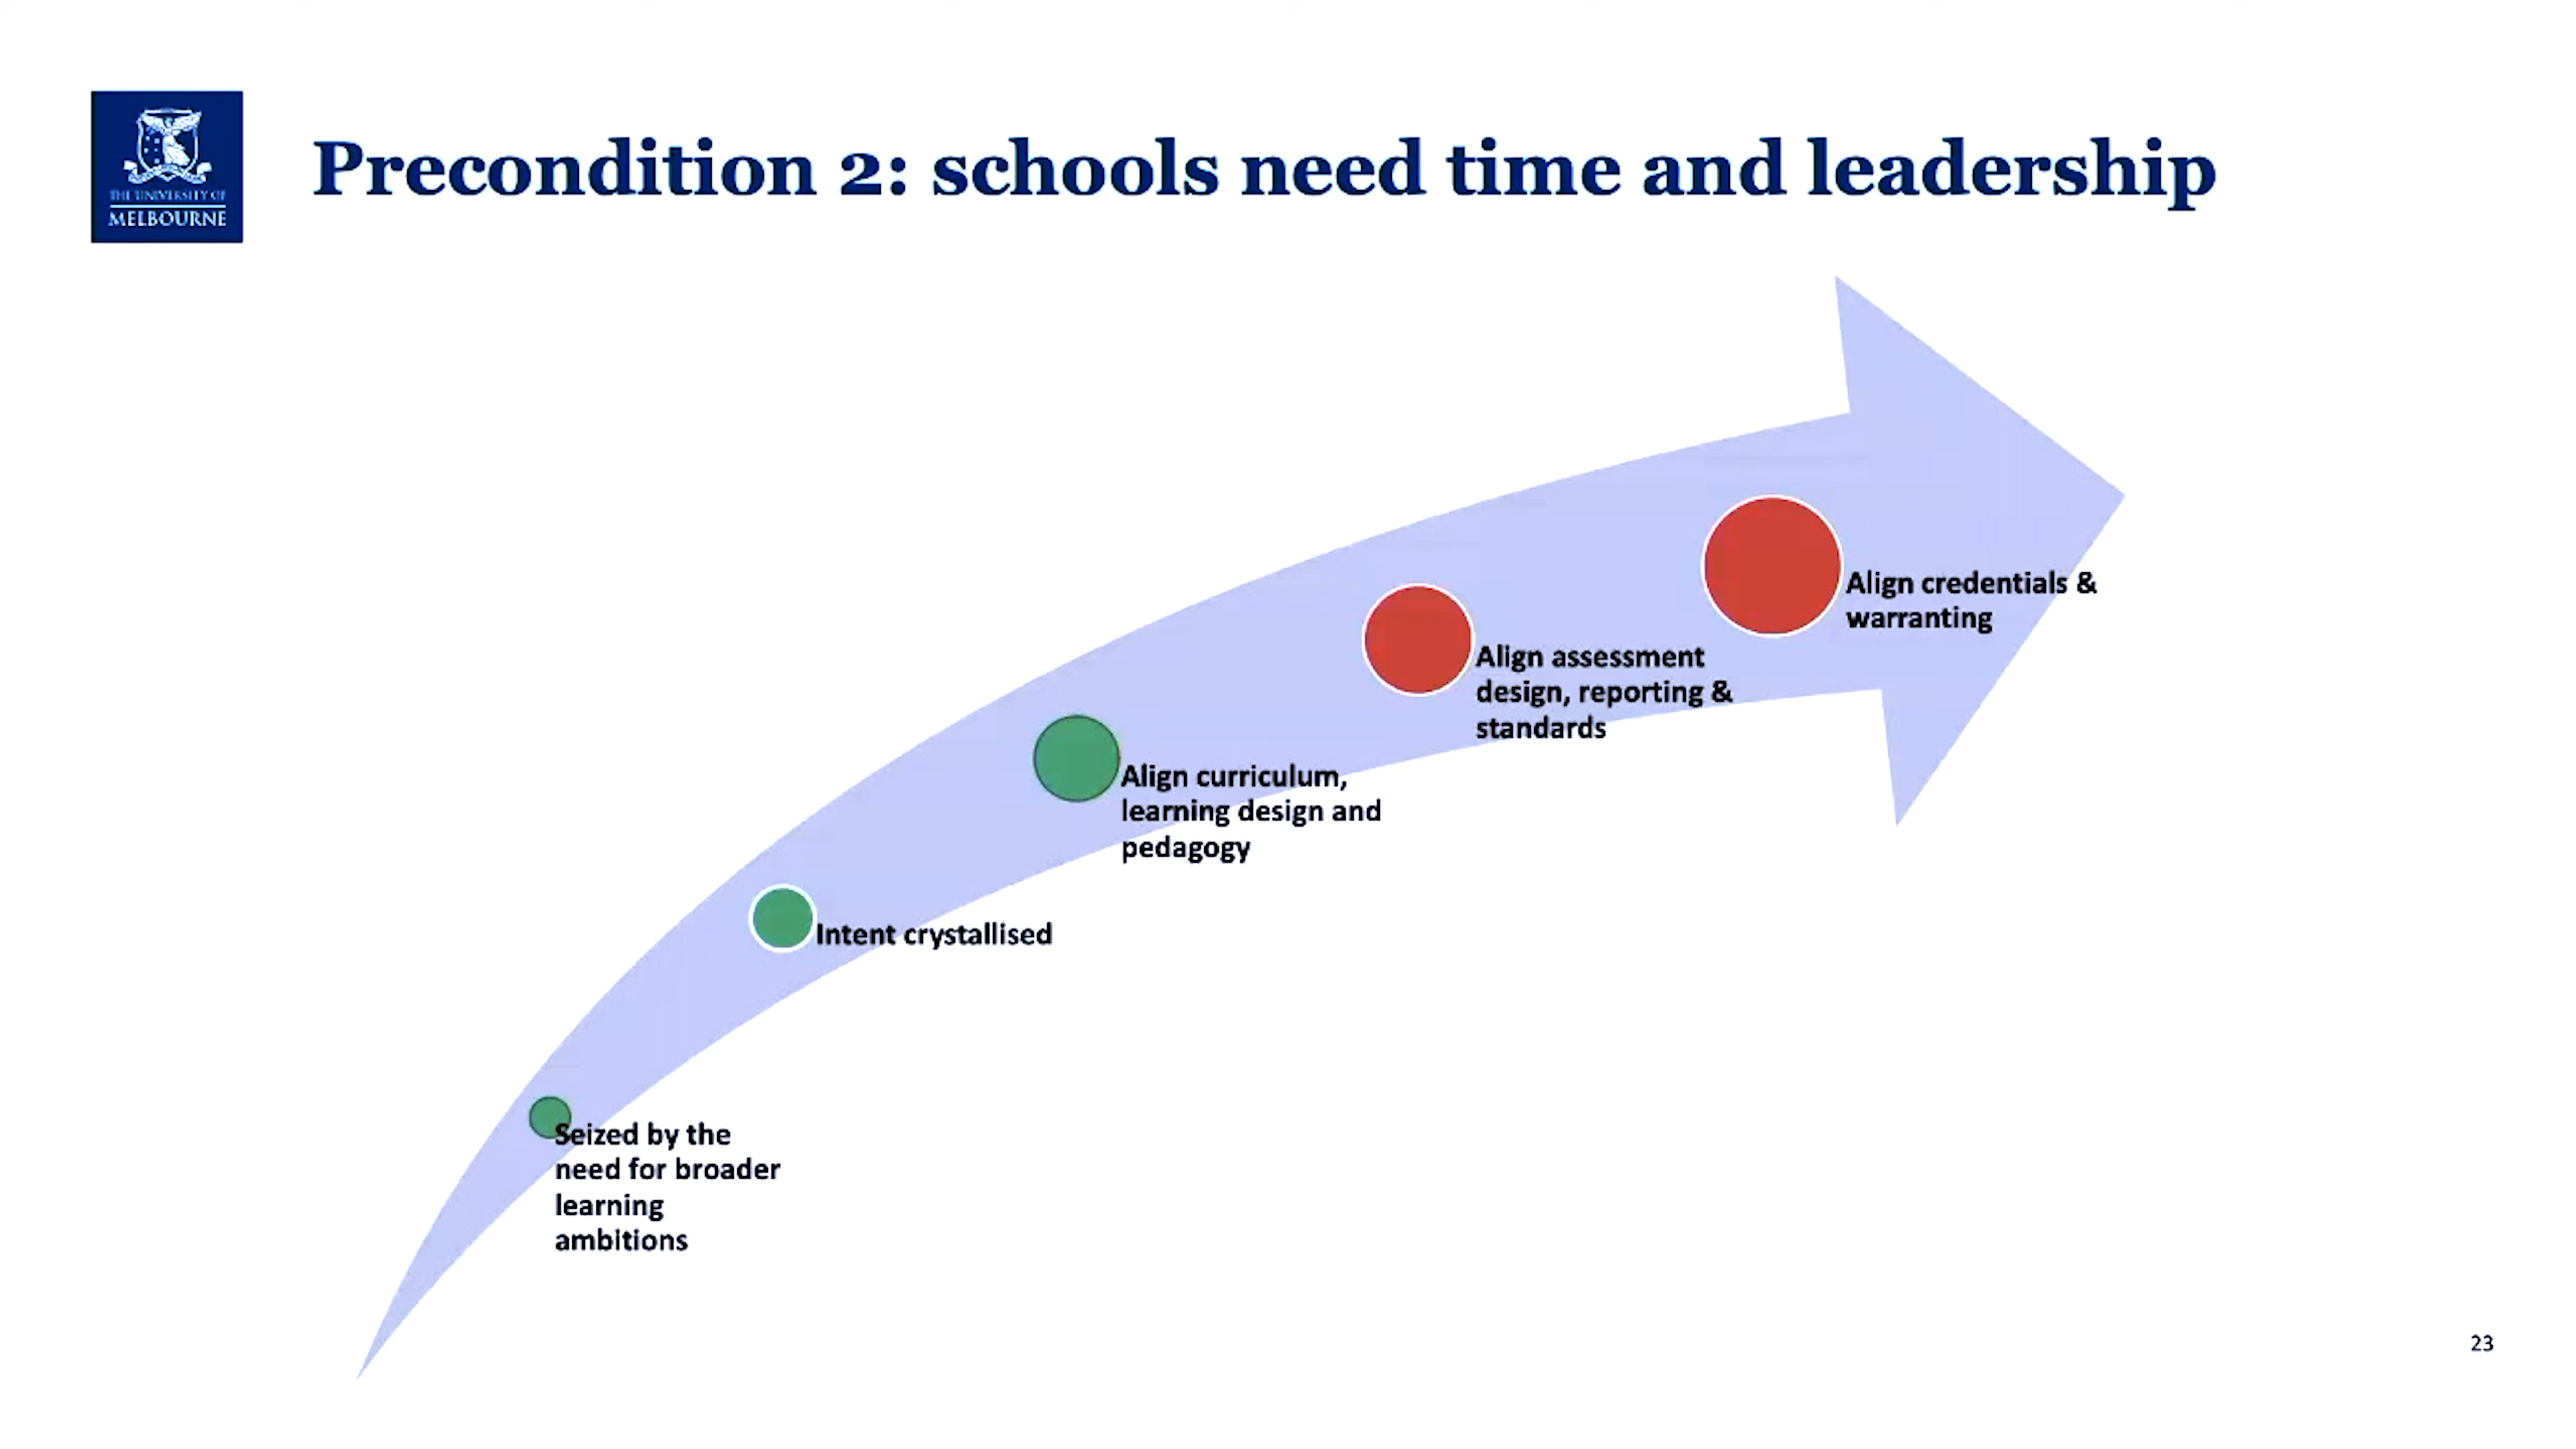 THE UNIVERSITY OF
MELBOURNE
Precondition 2: schools need time and leadership
Align credentials &
warranting
Align assessment
design, reporting &
standards
Align curriculum,
learning design and
pedagogy
Intent crystallised
Seized by the
need for broader
learning
ambitions
23